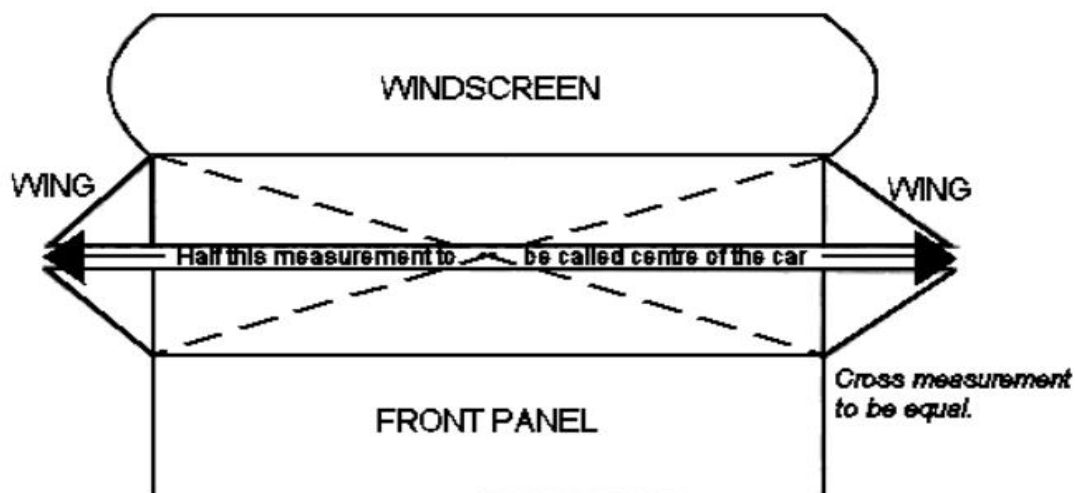 WINDSCREEN
WING
WING
Half this measurement to be called centre of the car
Cross measurement
to be equal.
FRONT PANEL